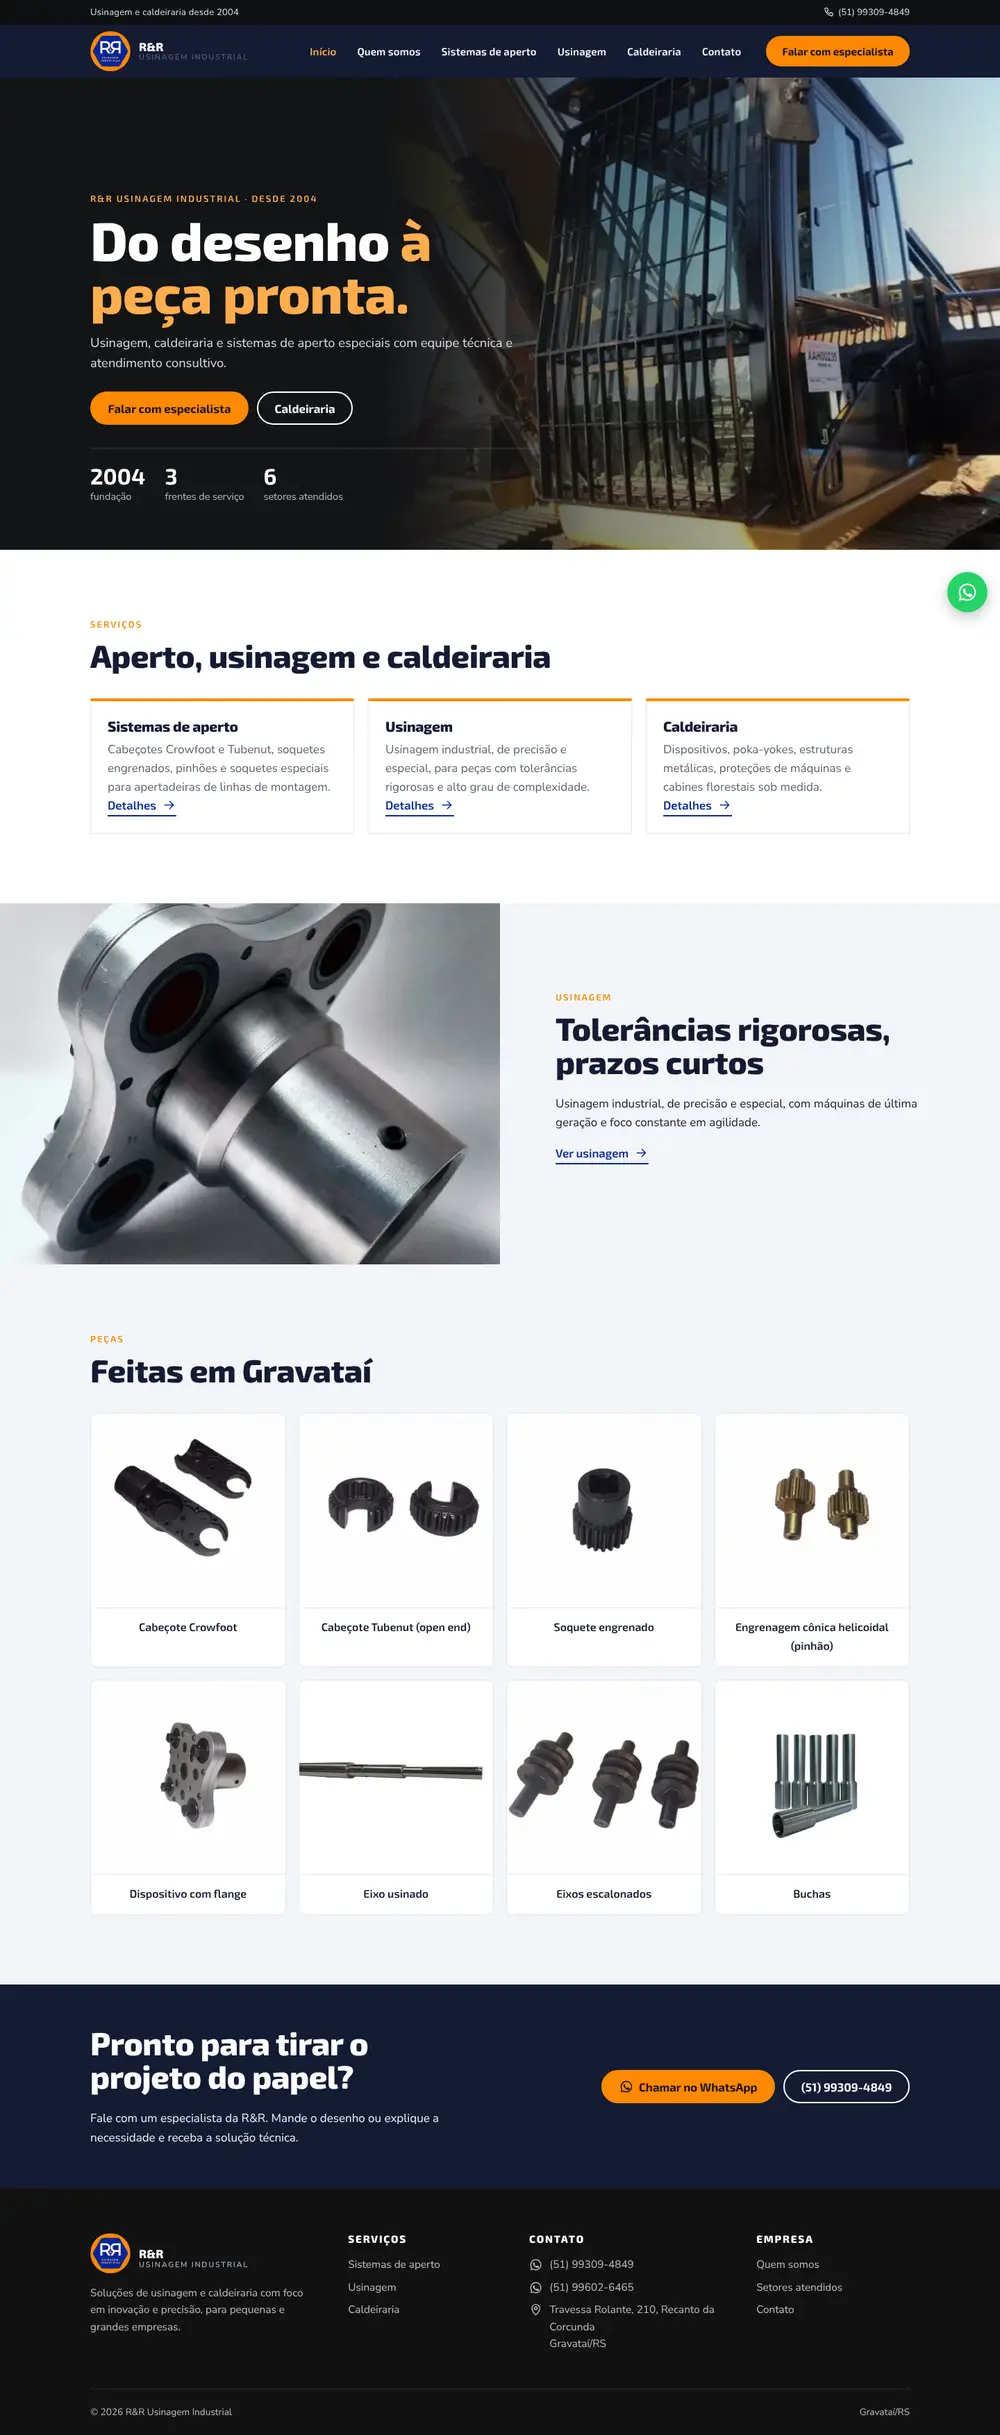 Usinagem e caldeiraria desde 2004
(51) 99309-4849
R&R
USINAGEM INDUSTRIAL
Início
Quem somos
Sistemas de aperto
Usinagem
Caldeiraria
Contato
Falar com especialista
R&R USINAGEM INDUSTRIAL · DESDE 2004
Do desenho à
peça pronta.
Usinagem, caldeiraria e sistemas de aperto especiais com equipe técnica e
atendimento consultivo.
Falar com especialista
Caldeiraria
2004
fundação
3
frentes de serviço
6
setores atendidos
SERVIÇOS
Aperto, usinagem e caldeiraria
Sistemas de aperto
Cabeçotes Crowfoot e Tubenut, soquetes
engrenados, pinhões e soquetes especiais
para apertadeiras de linhas de montagem.
Detalhes
Usinagem
Usinagem industrial, de precisão e
especial, para peças com tolerâncias
rigorosas e alto grau de complexidade.
Detalhes
Caldeiraria
Dispositivos, poka-yokes, estruturas
metálicas, proteções de máquinas e
cabines florestais sob medida.
Detalhes
USINAGEM
Tolerâncias rigorosas,
prazos curtos
Usinagem industrial, de precisão e especial, com máquinas de última
geração e foco constante em agilidade.
Ver usinagem
PEÇAS
Feitas em Gravataí
Cabeçote Crowfoot
Cabeçote Tubenut (open end)
Soquete engrenado
Engrenagem cônica helicoidal
(pinhão)
Dispositivo com flange
Eixo usinado
Eixos escalonados
Buchas
Pronto para tirar o
projeto do papel?
Fale com um especialista da R&R. Mande o desenho ou explique a
necessidade e receba a solução técnica.
Chamar no WhatsApp
(51) 99309-4849
R&R
USINAGEM INDUSTRIAL
Soluções de usinagem e caldeiraria com foco
em inovação e precisão, para pequenas e
grandes empresas.
SERVIÇOS
Sistemas de aperto
Usinagem
Caldeiraria
CONTATO
(51) 99309-4849
(51) 99602-6465
Travessa Rolante, 210, Recanto da
Corcunda
Gravataí/RS
EMPRESA
Quem somos
Setores atendidos
Contato
© 2026 R&R Usinagem Industrial
Gravataí/RS